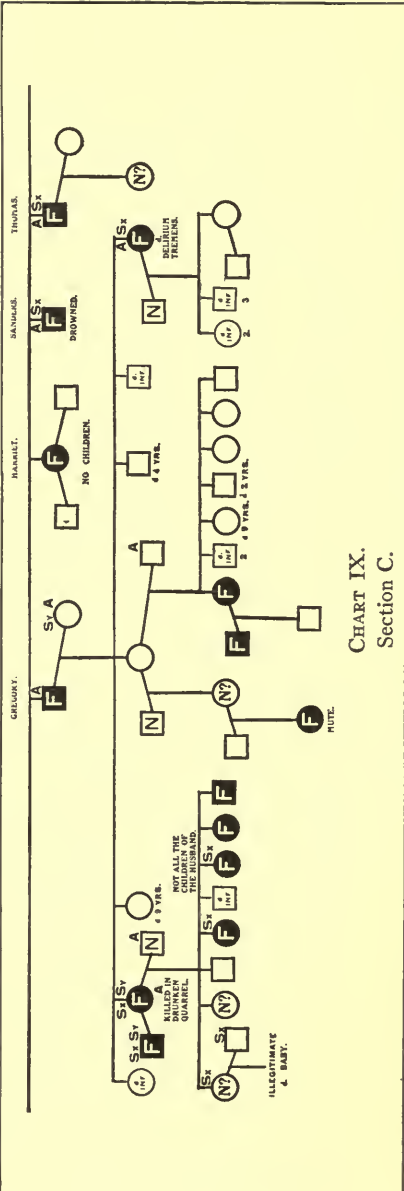 GREGORY.
HARRIET.
SANDERS.
THOMAS.
A
F
Sy A
F
NO CHILDREN.
A Sx
F
DROWNED.
A Sx
F
N?
d. INF
Sx Sy
F
Sx Sy
F
A
KILLED IN
DRUNKEN
QUARREL.
A
N
d 9 YRS.
N
A
d 4 YRS.
d. INF
N
A Sx
F
d.
DELIRIUM
TREMENS.
Sx
N?
Sx
ILLEGITIMATE
d. BABY.
N?
Sx
F
d. INF
Sx
F
F
F
NOT ALL THE
CHILDREN OF
THE HUSBAND.
N?
F
MUTE.
F
F
d. INF
2
d 9 YRS.
d 2 YRS.
d. INF
2.
d. INF
3
CHART IX.
Section C.